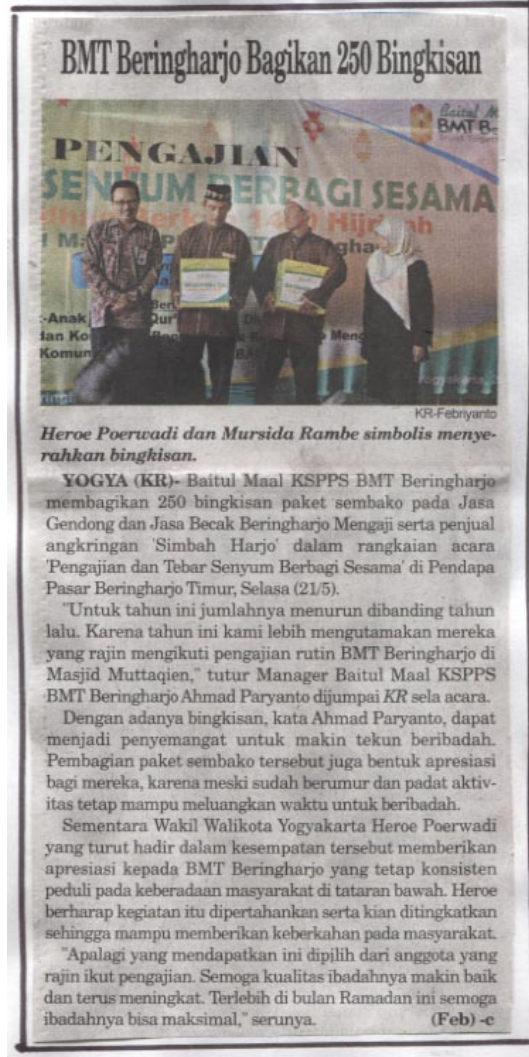 BMT Beringharjo Bagikan 250 Bingkisan
Baitul M
BMT B
PENGAJIAN
SENYUM BERBAGI SESAMA
Hijriyah
KR-Febriyanto
Heroe Poerwadi dan Mursida Rambe simbolis menye-
rahkan bingkisan.
YOGYA (KR)- Baitul Maal KSPPS BMT Beringharjo
membagikan 250 bingkisan paket sembako pada Jasa
Gendong dan Jasa Becak Beringharjo Mengaji serta penjual
angkringan 'Simbah Harjo' dalam rangkaian acara
'Pengajian dan Tebar Senyum Berbagi Sesama' di Pendapa
Pasar Beringharjo Timur, Selasa (21/5).
"Untuk tahun ini jumlahnya menurun dibanding tahun
lalu. Karena tahun ini kami lebih mengutamakan mereka
yang rajin mengikuti pengajian rutin BMT Beringharjo di
Masjid Muttaqien," tutur Manager Baitul Maal KSPPS
BMT Beringharjo Ahmad Paryanto dijumpai KR sela acara.
Dengan adanya bingkisan, kata Ahmad Paryanto, dapat
menjadi penyemangat untuk makin tekun beribadah.
Pembagian paket sembako tersebut juga bentuk apresiasi
bagi mereka, karena meski sudah berumur dan padat aktiv-
itas tetap mampu meluangkan waktu untuk beribadah.
Sementara Wakil Walikota Yogyakarta Heroe Poerwadi
yang turut hadir dalam kesempatan tersebut memberikan
apresiasi kepada BMT Beringharjo yang tetap konsisten
peduli pada keberadaan masyarakat di tataran bawah. Heroe
berharap kegiatan itu dipertahankan serta kian ditingkatkan
sehingga mampu memberikan keberkahan pada masyarakat.
"Apalagi yang mendapatkan ini dipilih dari anggota yang
rajin ikut pengajian. Semoga kualitas ibadahnya makin baik
dan terus meningkat. Terlebih di bulan Ramadan ini semoga
ibadahnya bisa maksimal," serunya. (Feb) -c